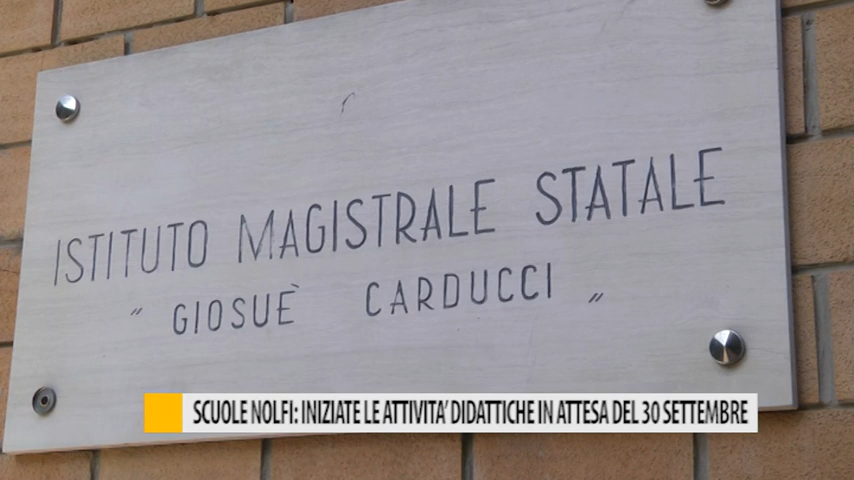 ISTITUTO MAGISTRALE STATALE
" GIOSUÈ CARDUCCI "
SCUOLE NOLFI: INIZIATE LE ATTIVITA' DIDATTICHE IN ATTESA DEL 30 SETTEMBRE